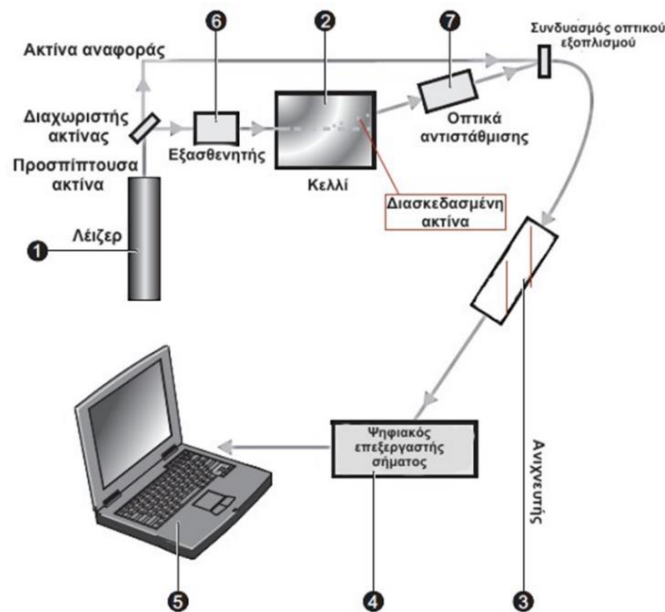 6
2
7
Συνδυασμός οπτικού
εξοπλισμού
Ακτίνα αναφοράς
Διαχωριστής
ακτίνας
Εξασθενητής
Οπτικά
αντιστάθμισης
Προσπίπτουσα
ακτίνα
Κελλί
Διασκεδασμένη
ακτίνα
Λέιζερ
1
Ψηφιακός
επεξεργαστής
σήματος
Ανιχνευτής
5
4
3